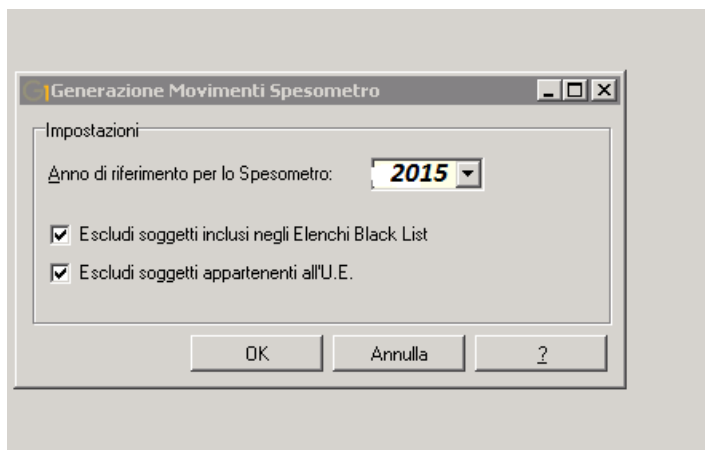 G1 Generazione Movimenti Spesometro
Impostazioni
Anno di riferimento per lo Spesometro: 2015
Escludi soggetti inclusi negli Elenchi Black List
Escludi soggetti appartenenti all'U.E.
OK Annulla ?